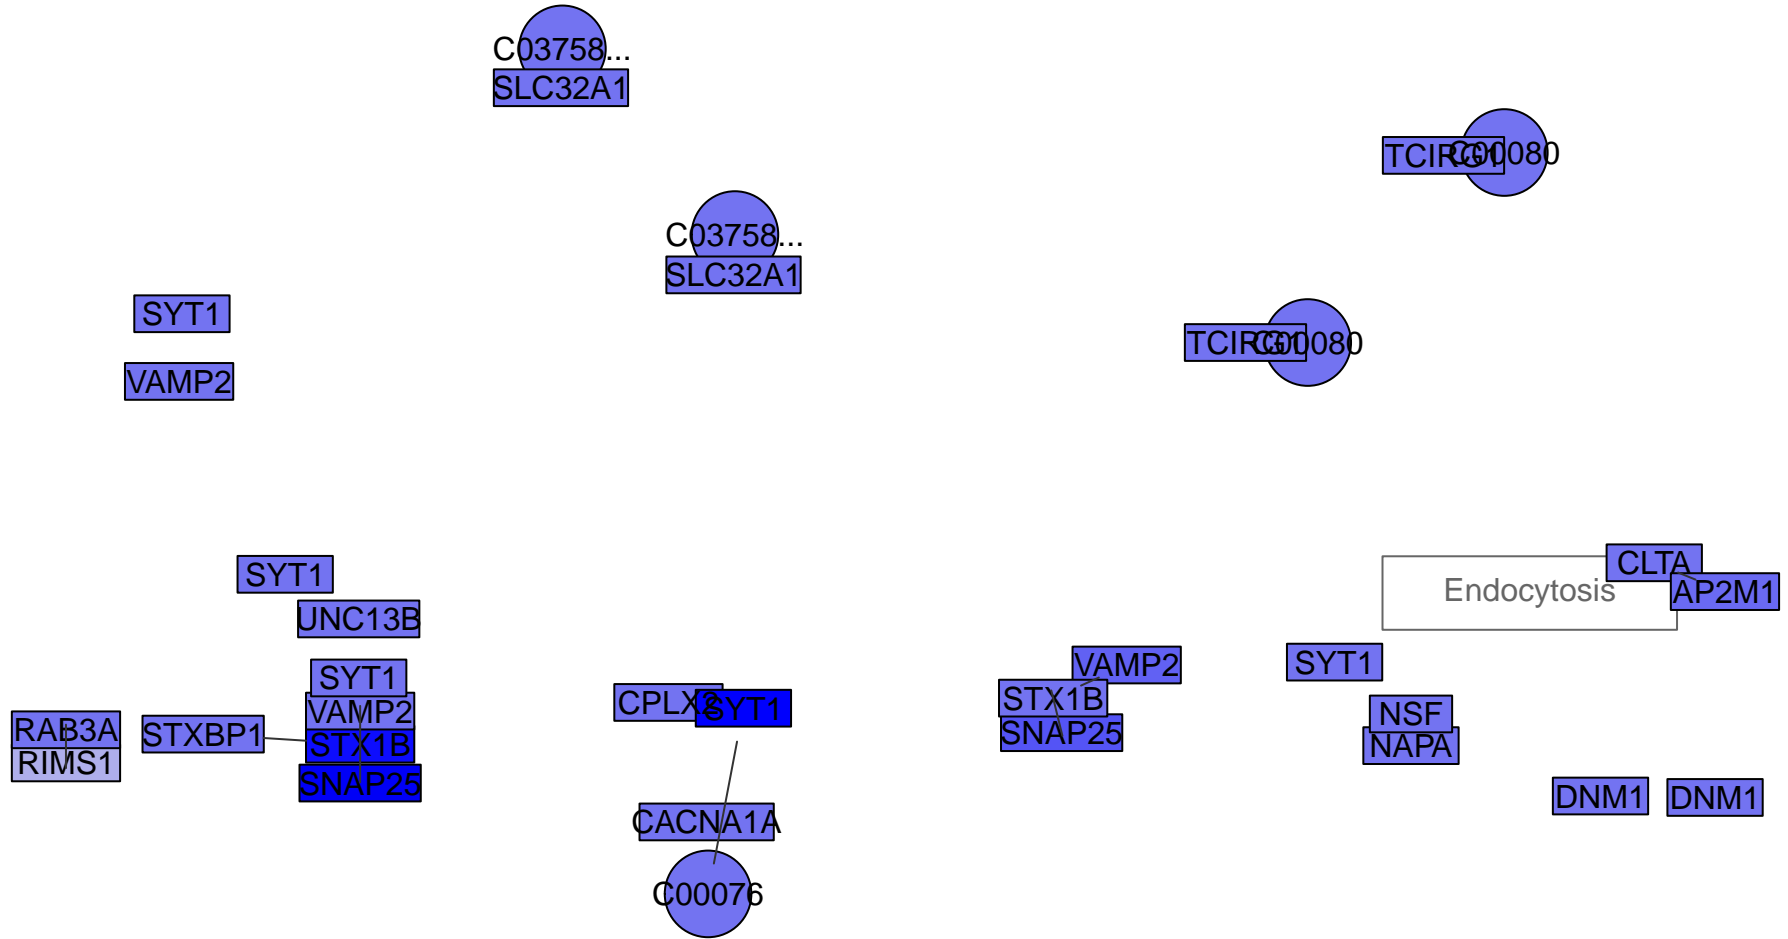 C03758...
SLC32A1
TCIRG1
C00080
C03758...
SLC32A1
SYT1
TCIRG1
C00080
VAMP2
SYT1
CLTA
Endocytosis
AP2M1
UNC13B
SYT1
VAMP2
SYT1
STX1B
SNAP25
CPLX2
SYT1
VAMP2
NSF
NAPA
RAB3A
RIMS1
STXBP1
STX1B
SNAP25
DNM1
DNM1
CACNA1A
C00076